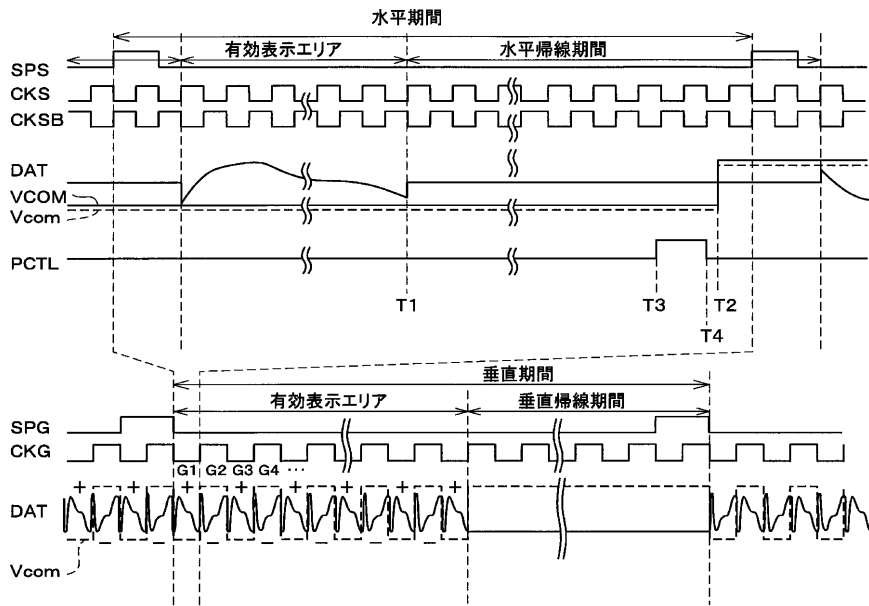 水平期間
有効表示エリア
水平帰線期間
SPS
CKS
CKSB
DAT
VCOM
Vcom
PCTL
T1
T3
T2
T4
垂直期間
有効表示エリア
垂直帰線期間
SPG
CKG
G1 G2 G3 G4 ···
+ + + + + + + +
DAT
Vcom